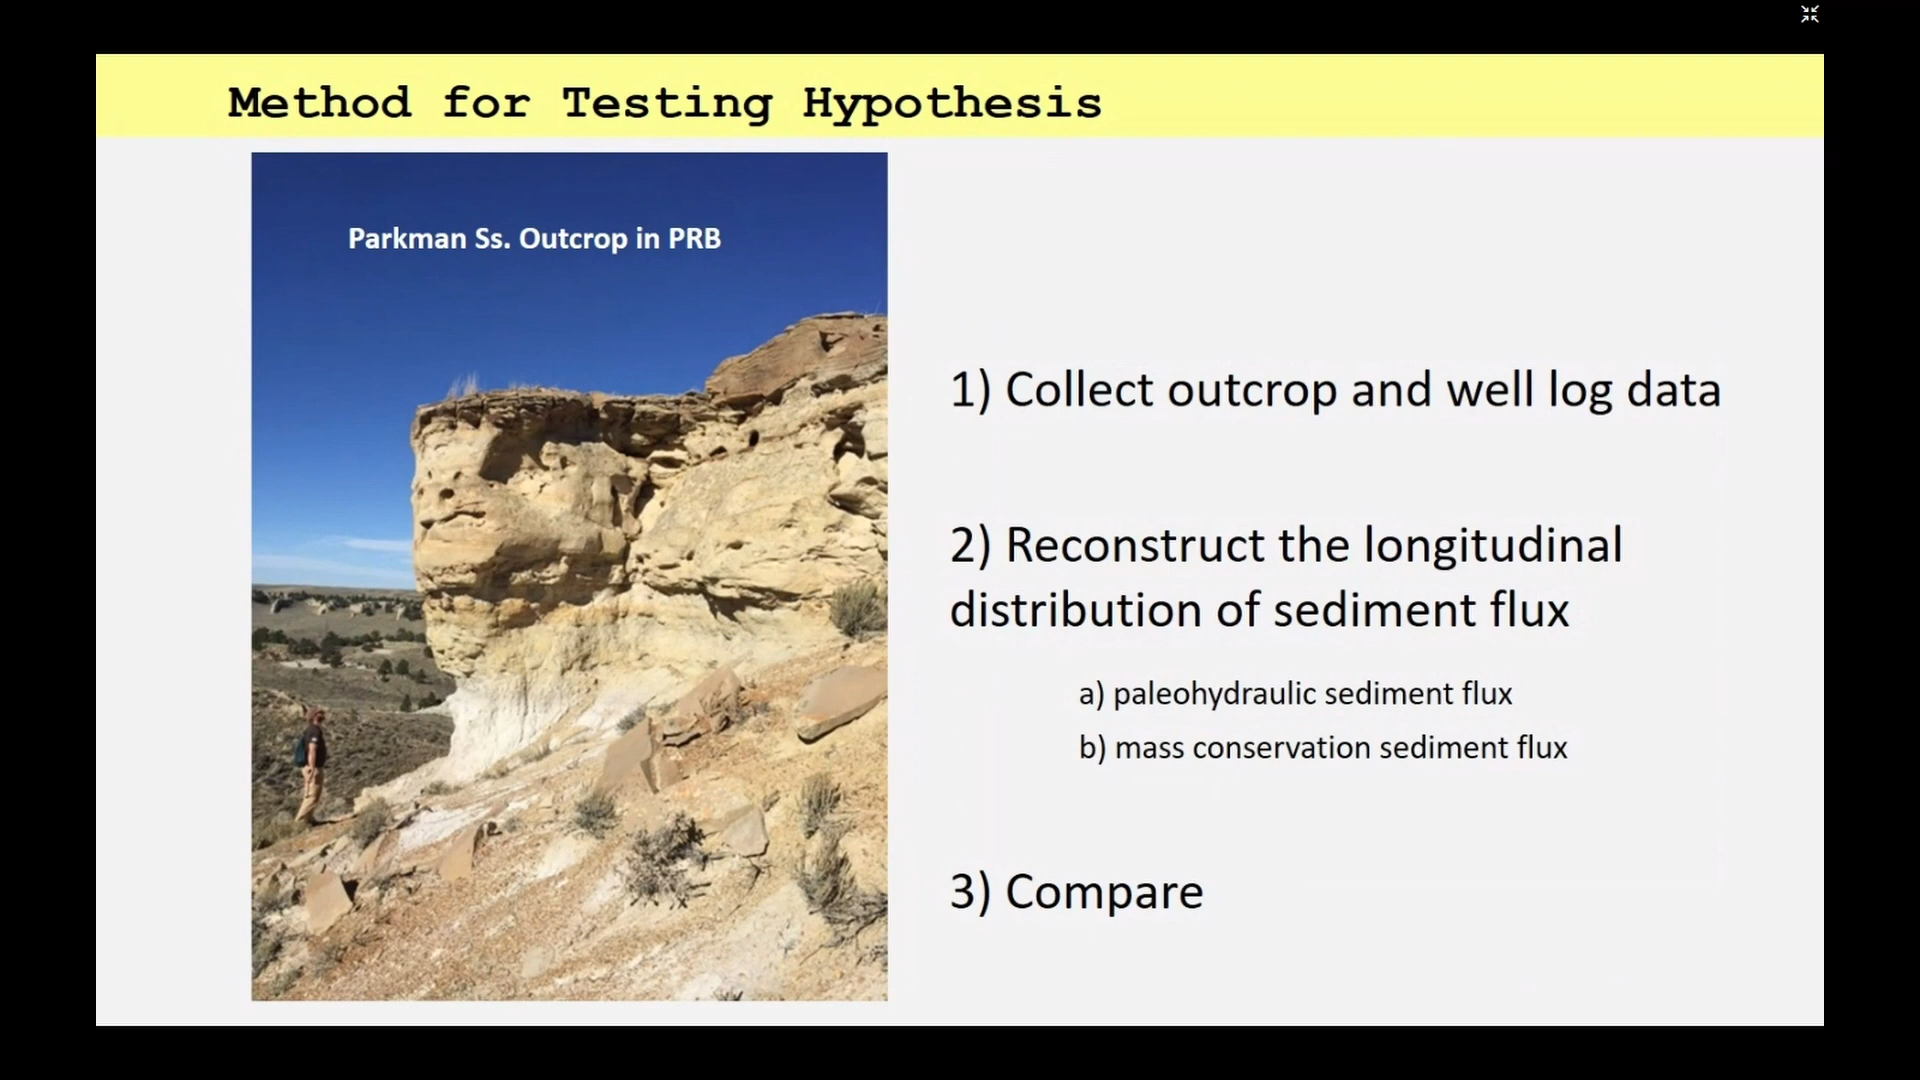 Method for Testing Hypothesis
Parkman Ss. Outcrop in PRB
1) Collect outcrop and well log data
2) Reconstruct the longitudinal
distribution of sediment flux
a) paleohydraulic sediment flux
b) mass conservation sediment flux
3) Compare